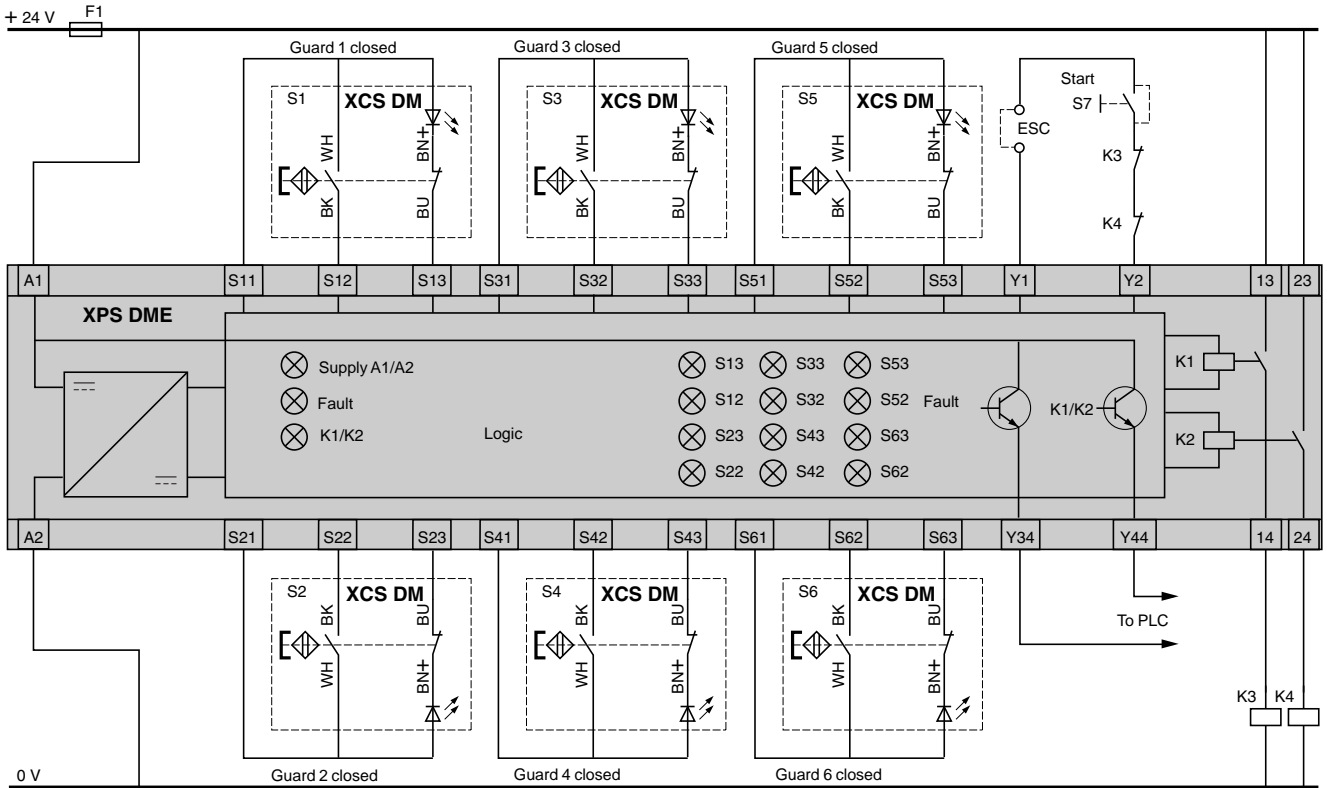 + 24 V
F1
Guard 1 closed
Guard 3 closed
Guard 5 closed
Start
S1
XCS DM
S3
XCS DM
S5
XCS DM
S7
ESC
WH
BN+
WH
BN+
WH
BN+
K3
BK
BU
BK
BU
BK
BU
K4
A1
S11
S12
S13
S31
S32
S33
S51
S52
S53
Y1
Y2
13
23
XPS DME
Supply A1/A2
S13
S33
S53
K1
Fault
S12
S32
S52
Fault
K1/K2
K1/K2
Logic
S23
S43
S63
K2
S22
S42
S62
A2
S21
S22
S23
S41
S42
S43
S61
S62
S63
Y34
Y44
14
24
S2
XCS DM
S4
XCS DM
S6
XCS DM
BK
BU
BK
BU
BK
BU
To PLC
WH
BN+
WH
BN+
WH
BN+
K3
K4
0 V
Guard 2 closed
Guard 4 closed
Guard 6 closed